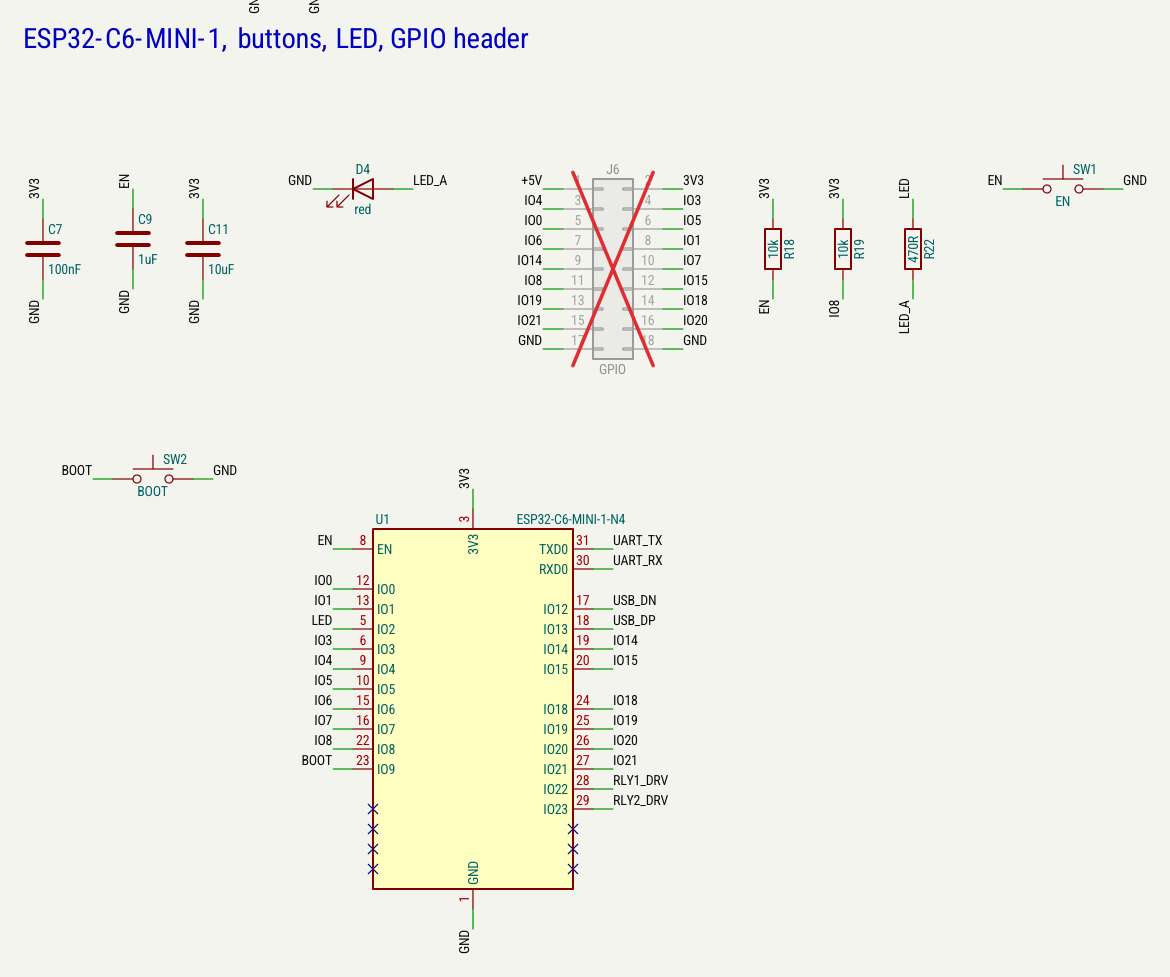 GND GND
ESP32-C6-MINI-1, buttons, LED, GPIO header
3V3
C7
100nF
GND
EN
C9
1uF
GND
3V3
C11
10uF
GND
D4
GND LED_A
red
J6
+5V 1 2 3V3
IO4 3 4 IO3
IO0 5 6 IO5
IO6 7 8 IO1
IO14 9 10 IO7
IO8 11 12 IO15
IO19 13 14 IO18
IO21 15 16 IO20
GND 17 18 GND
GPIO
3V3
10k
R18
EN
3V3
10k
R19
IO8
LED
470R
R22
LED_A
SW1
EN GND
EN
SW2
BOOT GND
BOOT
3V3
3
3V3
U1 ESP32-C6-MINI-1-N4
EN 8 EN
TXD0 31 UART_TX
RXD0 30 UART_RX
IO0 12 IO0
IO1 13 IO1
IO12 17 USB_DN
LED 5 IO2
IO13 18 USB_DP
IO3 6 IO3
IO14 19 IO14
IO4 9 IO4
IO15 20 IO15
IO5 10 IO5
IO6 15 IO6
IO18 24 IO18
IO7 16 IO7
IO19 25 IO19
IO8 22 IO8
IO20 26 IO20
BOOT 23 IO9
IO21 27 IO21
IO22 28 RLY1_DRV
IO23 29 RLY2_DRV
GND
1
GND